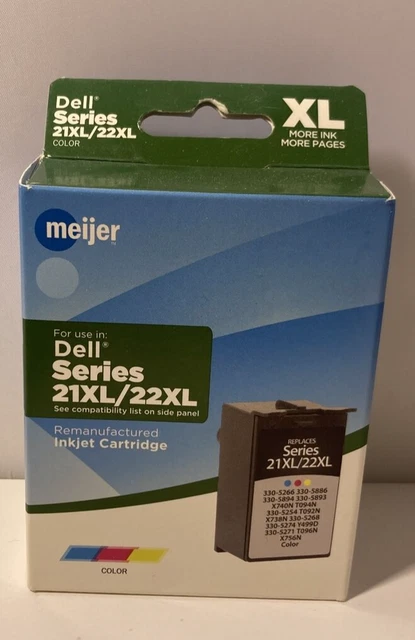 Dell®
Series
21XL/22XL
COLOR
XL
MORE INK
MORE PAGES
meijer™
For use in:
Dell®
Series
21XL/22XL
See compatibility list on side panel
Remanufactured
Inkjet Cartridge
REPLACES
Series
21XL/22XL
330-5266 330-5886
330-5894 330-5893
X740N T094N
330-5254 T092N
X738N 330-5268
330-5274 Y499D
330-5271 T096N
X756N
Color
COLOR